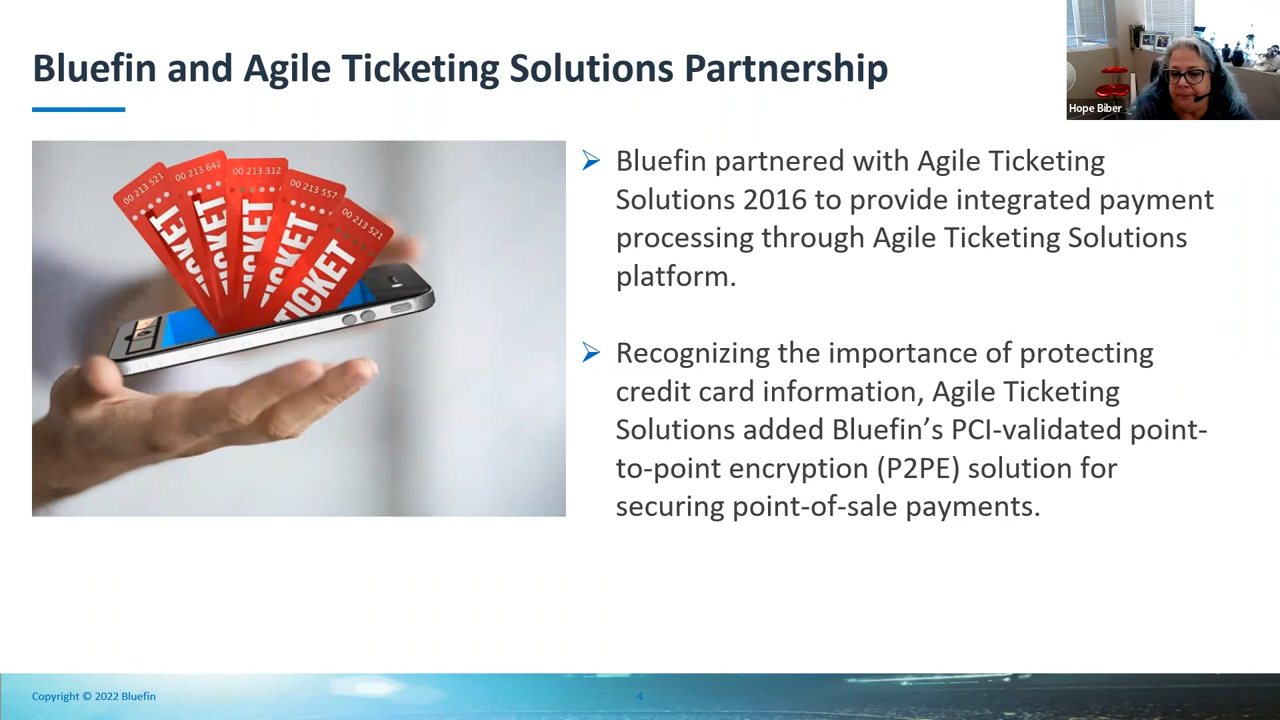 Bluefin and Agile Ticketing Solutions Partnership
Hope Biber
00 213 521
00 213 642
00 213 312
00 213 557
00 213 521
TICKET
TICKET
TICKET
TICKET
TICKET
Bluefin partnered with Agile Ticketing
Solutions 2016 to provide integrated payment
processing through Agile Ticketing Solutions
platform.
Recognizing the importance of protecting
credit card information, Agile Ticketing
Solutions added Bluefin’s PCI-validated point-
to-point encryption (P2PE) solution for
securing point-of-sale payments.
Copyright © 2022 Bluefin
4